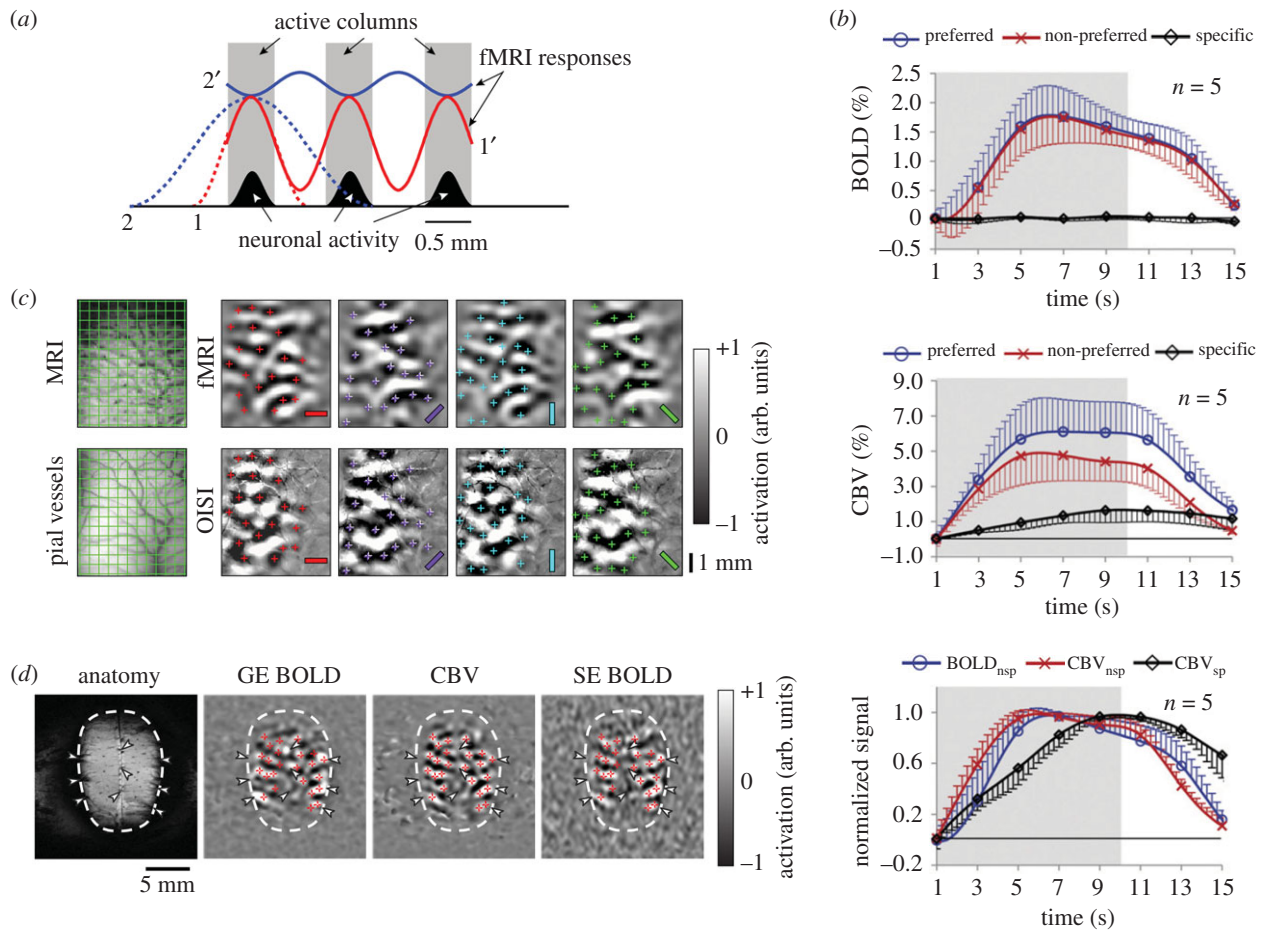 (a)
active columns
fMRI responses
2′
1′
2
1
neuronal activity
0.5 mm
(b)
preferred non-preferred specific
n = 5
BOLD (%)
2.5
2.0
1.5
1.0
0.5
0
–0.5
1 3 5 7 9 11 13 15
time (s)
preferred non-preferred specific
n = 5
CBV (%)
9.0
7.0
5.0
3.0
1.0
–1.0
1 3 5 7 9 11 13 15
time (s)
BOLDnsp CBVnsp CBVsp
n = 5
normalized signal
1.0
0.6
0.2
–0.2
1 3 5 7 9 11 13 15
time (s)
(c)
MRI
fMRI
pial vessels
OISI
+1
0
–1
activation (arb. units)
1 mm
(d)
anatomy GE BOLD CBV SE BOLD
+1
0
–1
activation (arb. units)
5 mm